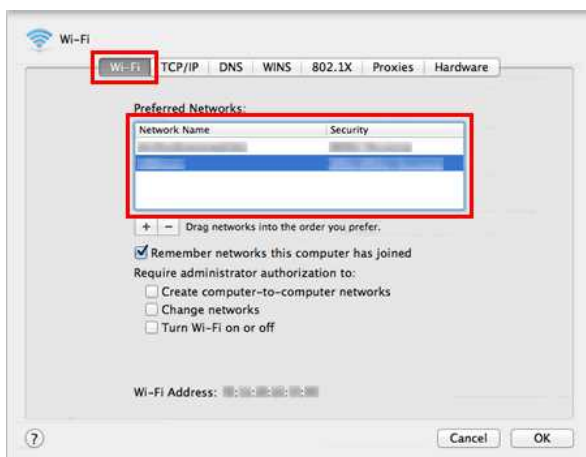 Wi-Fi
Wi-Fi TCP/IP DNS WINS 802.1X Proxies Hardware
Preferred Networks:
Network Name Security
+ − Drag networks into the order you prefer.
Remember networks this computer has joined
Require administrator authorization to:
Create computer-to-computer networks
Change networks
Turn Wi-Fi on or off
Wi-Fi Address:
? Cancel OK